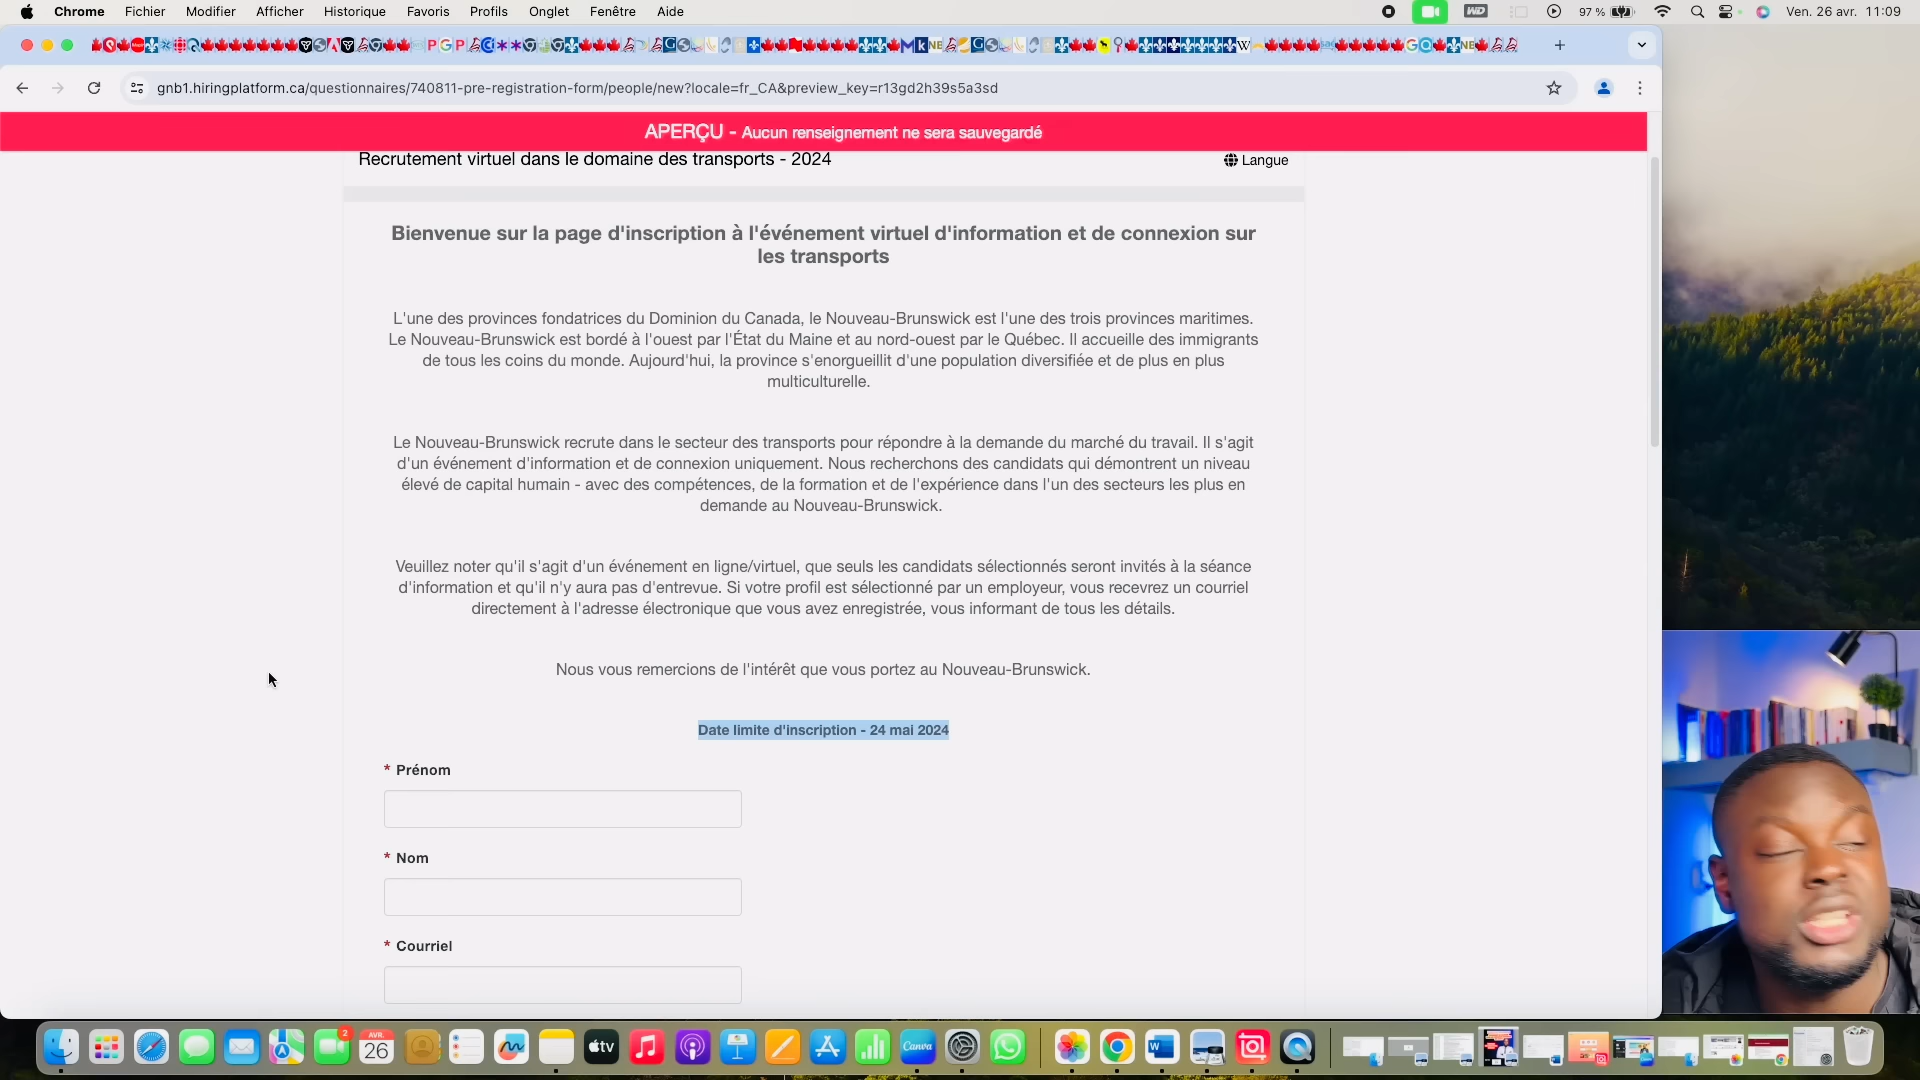 Chrome Fichier Modifier Afficher Historique Favoris Profils Onglet Fenêtre Aide
97 % Ven. 26 avr. 11:09
gnb1.hiringplatform.ca/questionnaires/740811-pre-registration-form/people/new?locale=fr_CA&preview_key=r13gd2h39s5a3sd
APERÇU - Aucun renseignement ne sera sauvegardé
Recrutement virtuel dans le domaine des transports - 2024
Langue
Bienvenue sur la page d'inscription à l'événement virtuel d'information et de connexion sur
les transports
L'une des provinces fondatrices du Dominion du Canada, le Nouveau-Brunswick est l'une des trois provinces maritimes.
Le Nouveau-Brunswick est bordé à l'ouest par l'État du Maine et au nord-ouest par le Québec. Il accueille des immigrants
de tous les coins du monde. Aujourd'hui, la province s'enorgueillit d'une population diversifiée et de plus en plus
multiculturelle.
Le Nouveau-Brunswick recrute dans le secteur des transports pour répondre à la demande du marché du travail. Il s'agit
d'un événement d'information et de connexion uniquement. Nous recherchons des candidats qui démontrent un niveau
élevé de capital humain - avec des compétences, de la formation et de l'expérience dans l'un des secteurs les plus en
demande au Nouveau-Brunswick.
Veuillez noter qu'il s'agit d'un événement en ligne/virtuel, que seuls les candidats sélectionnés seront invités à la séance
d'information et qu'il n'y aura pas d'entrevue. Si votre profil est sélectionné par un employeur, vous recevrez un courriel
directement à l'adresse électronique que vous avez enregistrée, vous informant de tous les détails.
Nous vous remercions de l'intérêt que vous portez au Nouveau-Brunswick.
Date limite d'inscription - 24 mai 2024
* Prénom
* Nom
* Courriel
2
AVR.
26
tv
Canva
W